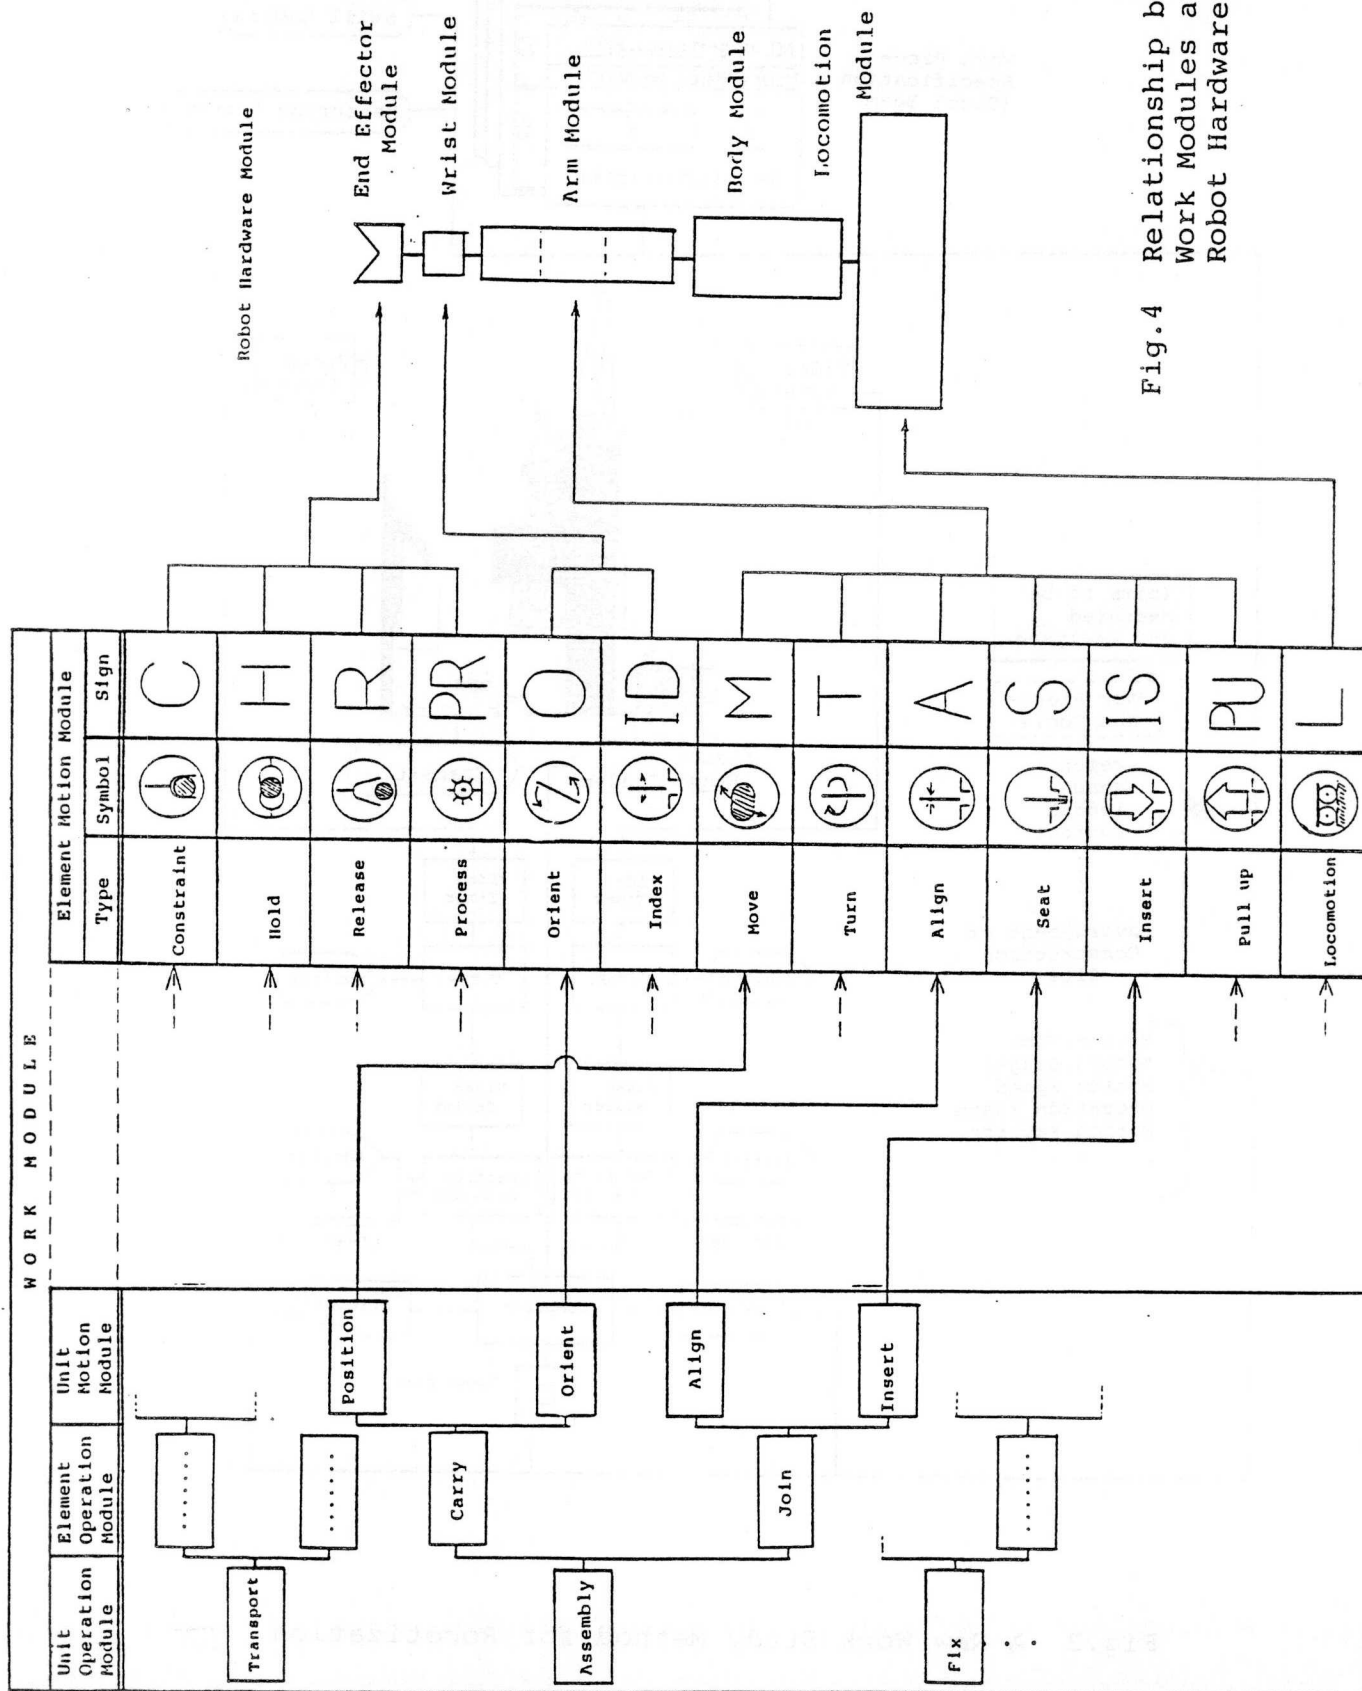 WORK MODULE
Unit
Operation
Module
Element
Operation
Module
Unit
Motion
Module
Element Motion Module
Type
Symbol
Sign
Robot Hardware Module
Transport
........
.......
Assembly
Carry
Join
Fix
........
Position
Orient
Align
Insert
Constraint
C
Hold
H
Release
R
Process
PR
Orient
O
Index
ID
Move
M
Turn
T
Align
A
Seat
S
Insert
IS
Pull up
PU
Locomotion
L
End Effector
Module
Wrist Module
Arm Module
Body Module
Locomotion
Module
Fig.4 Relationship b
Work Modules a
Robot Hardware